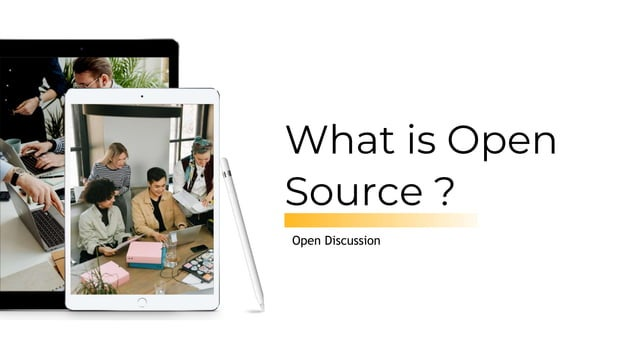 What is Open
Source ?
Open Discussion